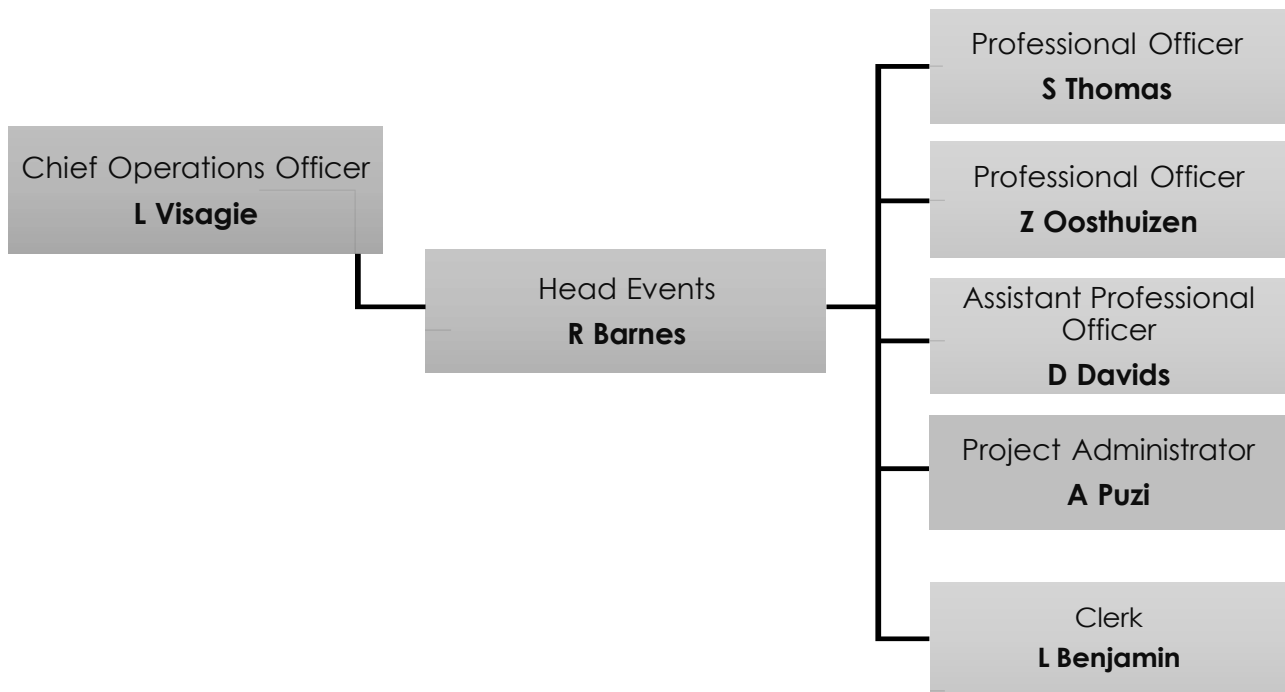 Chief Operations Officer
L Visagie
Head Events
R Barnes
Professional Officer
S Thomas
Professional Officer
Z Oosthuizen
Assistant Professional
Officer
D Davids
Project Administrator
A Puzi
Clerk
L Benjamin